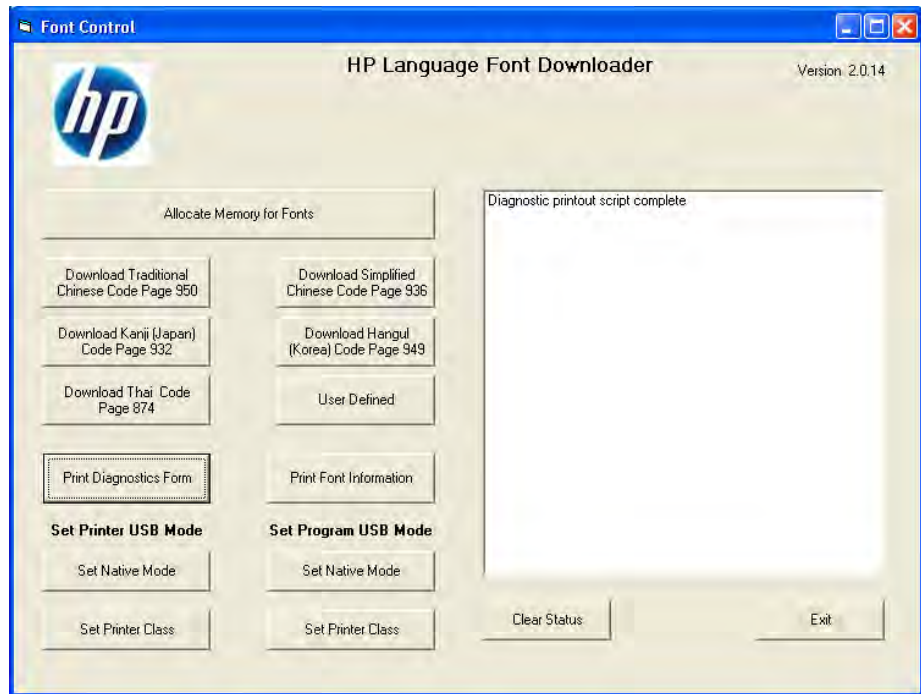 Font Control
hp
HP Language Font Downloader
Version 2.0.14
Allocate Memory for Fonts
Diagnostic printout script complete
Download Traditional
Chinese Code Page 950
Download Simplified
Chinese Code Page 936
Download Kanji (Japan)
Code Page 932
Download Hangul
(Korea) Code Page 949
Download Thai Code
Page 874
User Defined
Print Diagnostics Form
Print Font Information
Set Printer USB Mode
Set Program USB Mode
Set Native Mode
Set Native Mode
Set Printer Class
Set Printer Class
Clear Status
Exit